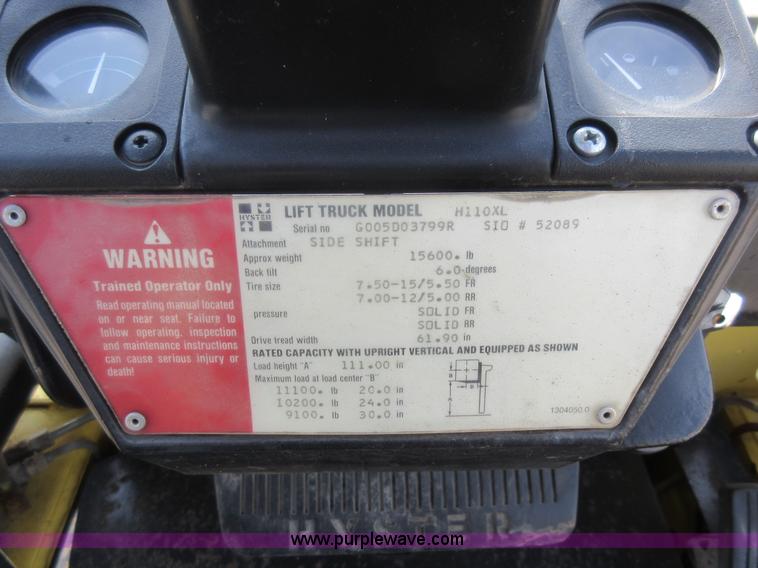 WARNING
Trained Operator Only
Read operating manual located
on or near seat. Failure to
follow operating, inspection
and maintenance instructions
can cause serious injury or
death!
HYSTER
LIFT TRUCK MODEL H110XL
Serial no G005D03799R SIO # 52089
Attachment SIDE SHIFT
Approx weight 15600. lb
Back tilt 6.0 degrees
Tire size 7.50-15/5.50 FR
7.00-12/5.00 RR
pressure SOLID FR
SOLID RR
Drive tread width 61.90 in
RATED CAPACITY WITH UPRIGHT VERTICAL AND EQUIPPED AS SHOWN
Load height "A" 111.00 in
Maximum load at load center "B"
11100. lb 20.0 in
10200. lb 24.0 in
9100. lb 30.0 in
B
A
1304050.0
HYSTER
www.purplewave.com